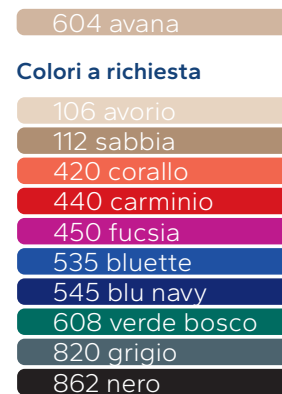 604 avana
Colori a richiesta
106 avorio
112 sabbia
420 corallo
440 carminio
450 fucsia
535 bluette
545 blu navy
608 verde bosco
820 grigio
862 nero